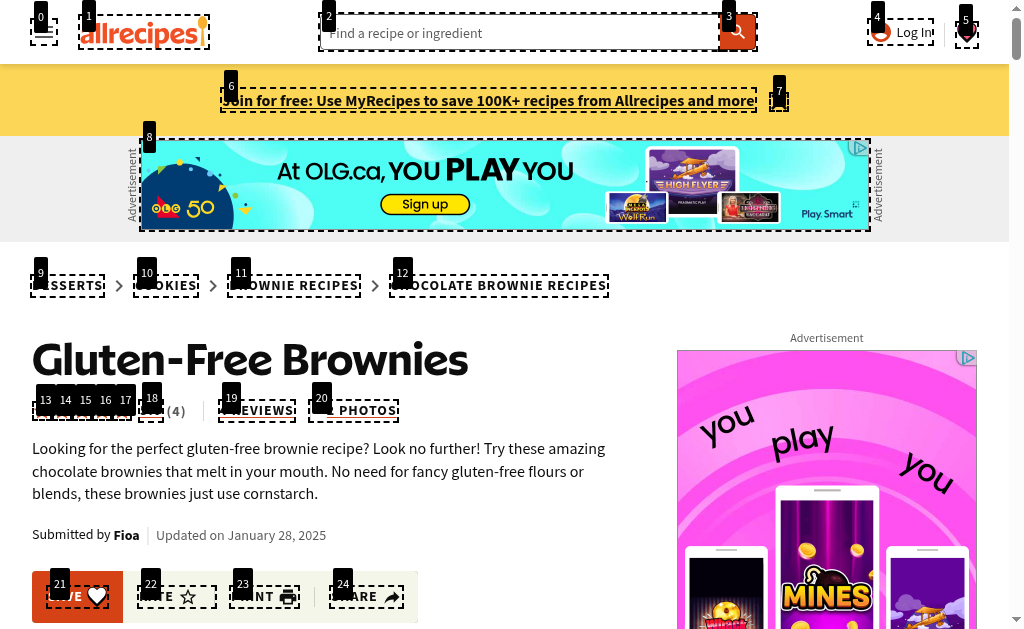 0
1
2
3
4
5
allrecipes
Find a recipe or ingredient
Log In
6
7
Join for free: Use MyRecipes to save 100K+ recipes from Allrecipes and more
8
Advertisement
At OLG.ca, YOU PLAY YOU
Sign up
OLG 50
HIGH FLYER
PRAGMATIC PLAY
Play. Smart
Advertisement
9
10
11
12
BROWNIE RECIPES
CHOCOLATE BROWNIE RECIPES
Advertisement
Gluten-Free Brownies
13
14
15
16
17
18
19
20
(4)
REVIEWS
2 PHOTOS
Looking for the perfect gluten-free brownie recipe? Look no further! Try these amazing
chocolate brownies that melt in your mouth. No need for fancy gluten-free flours or
blends, these brownies just use cornstarch.
Submitted by Fioa
Updated on January 28, 2025
21
22
23
24
SAVE
RATE
PRINT
SHARE
you
play
you
MINES